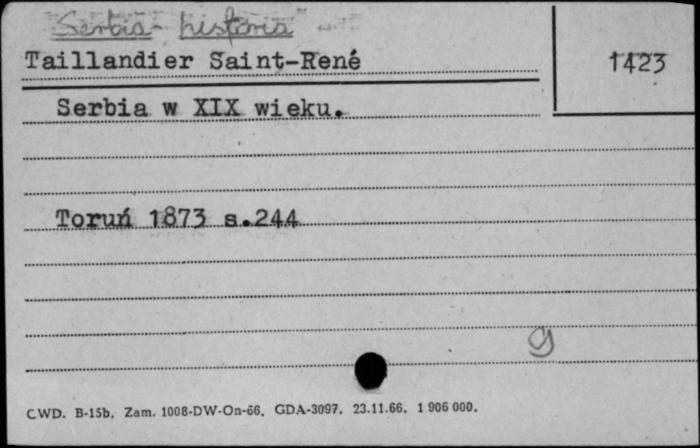 Serbia - historia
Taillandier Saint-René
1423
Serbia w XIX wieku.
Toruń 1873 s.244
g
CWD. B-15b. Zam. 1008-DW-On-66. GDA-3097. 23.11.66. 1 906 000.